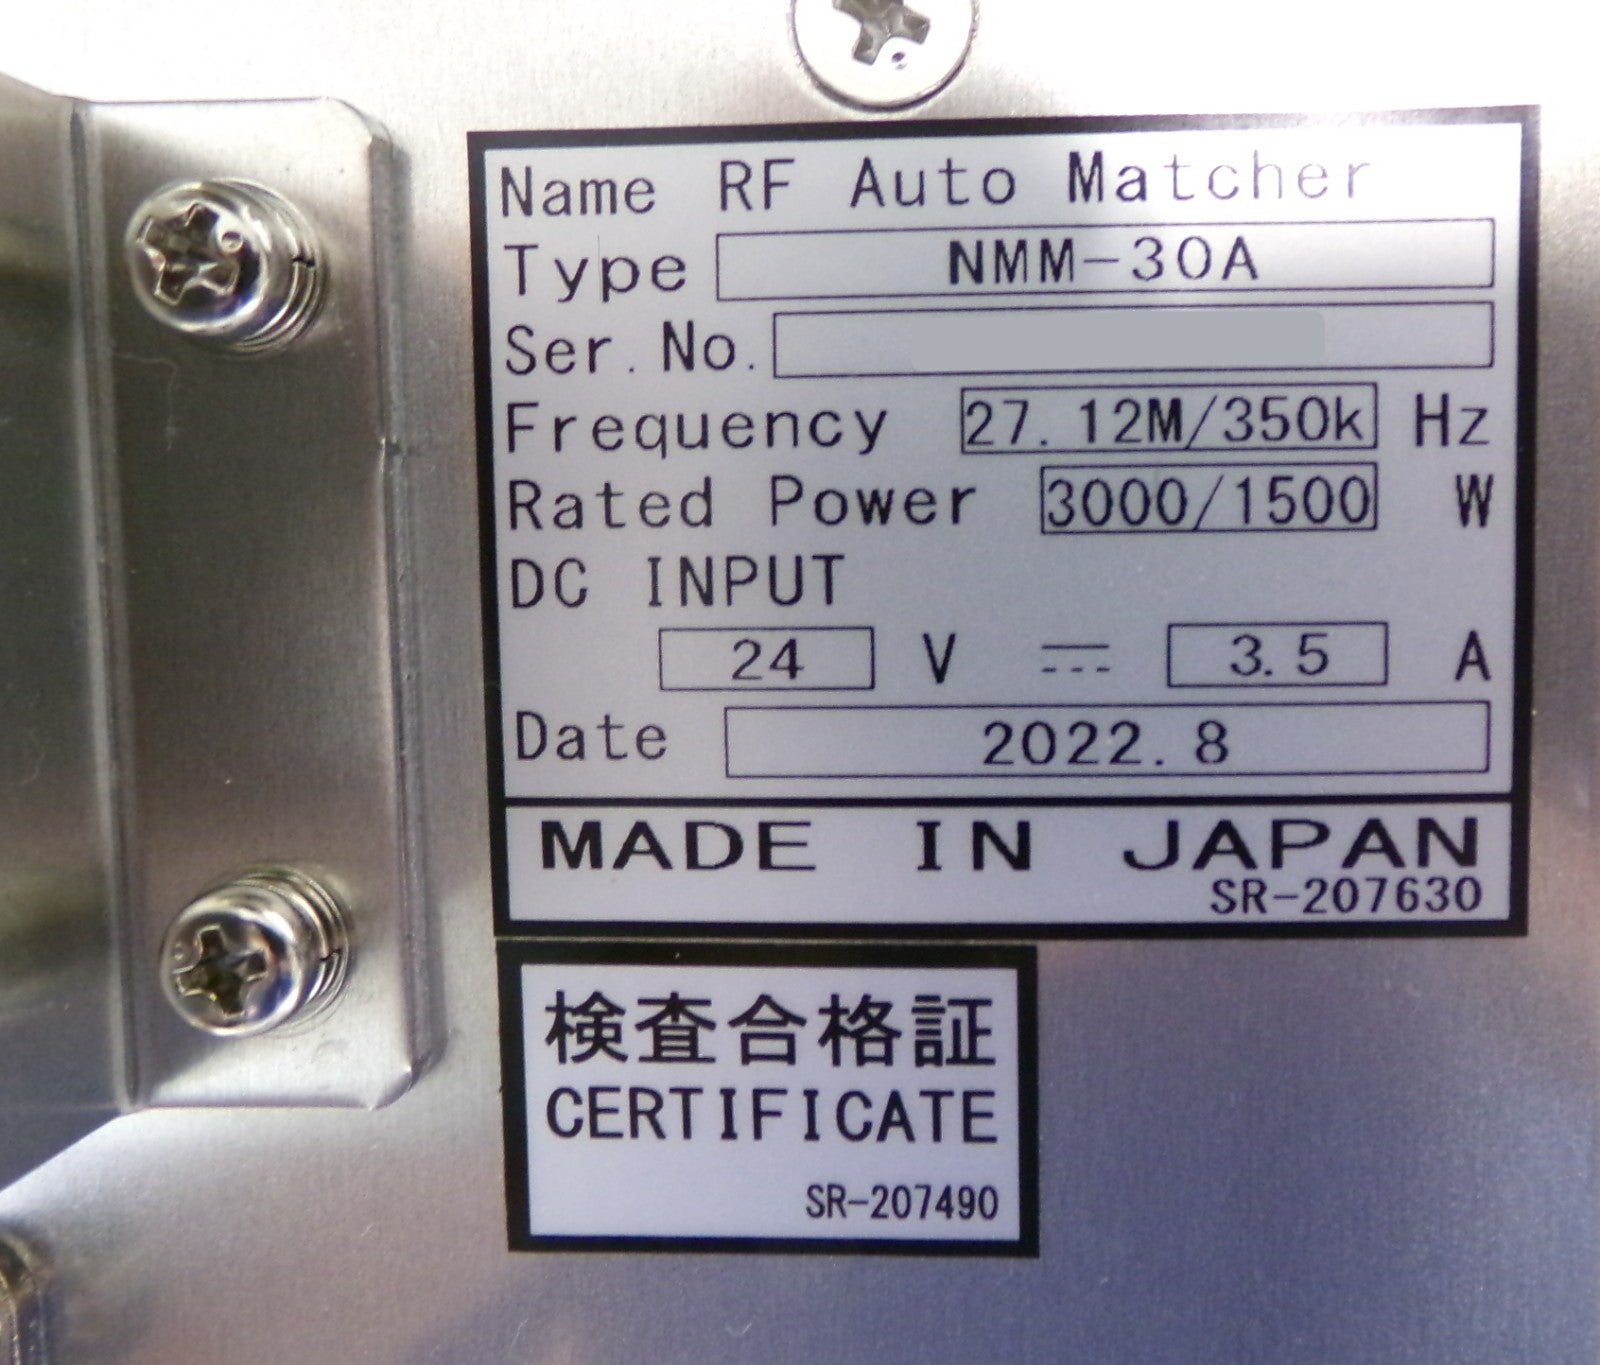 Name RF Auto Matcher
Type NMM-30A
Ser.No.
Frequency 27.12M/350k Hz
Rated Power 3000/1500 W
DC INPUT
24 V ⎓ 3.5 A
Date 2022.8
MADE IN JAPAN
SR-207630
検査合格証
CERTIFICATE
SR-207490